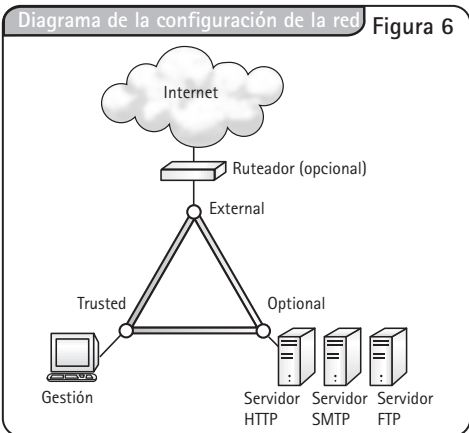 Diagrama de la configuración de la red
Figura 6
Internet
Ruteador (opcional)
External
Trusted
Optional
Gestión
Servidor HTTP
Servidor SMTP
Servidor FTP